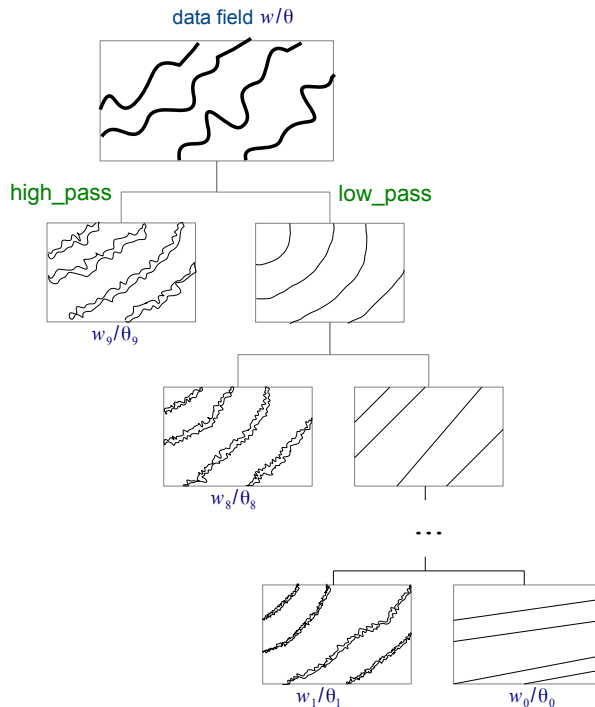 data field w/θ
high_pass
low_pass
w₉/θ₉
w₈/θ₈
...
w₁/θ₁
w₀/θ₀